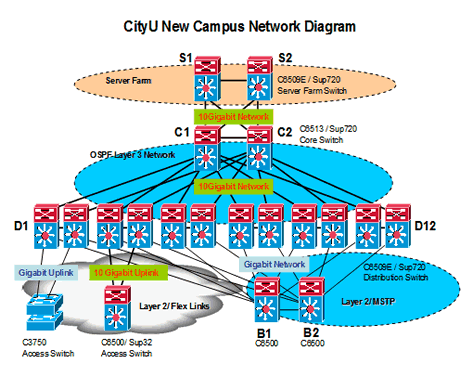 CityU New Campus Network Diagram
S1
S2
Server Farm
C6509E / Sup720
Server Farm Switch
10Gigabit Network
C1
C2
C6513 / Sup720
Core Switch
OSPF Layer 3 Network
10Gigabit Network
D1
D12
Gigabit Uplink
10 Gigabit Uplink
Gigabit Network
C6509E / Sup720
Distribution Switch
Layer 2/ Flex Links
Layer 2/MSTP
B1
B2
C6500
C6500
C3750
Access Switch
C6500/ Sup32
Access Switch